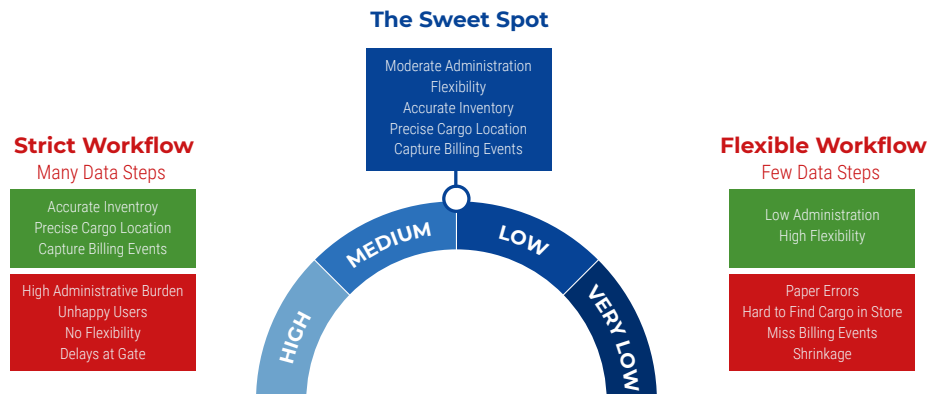 The Sweet Spot
Moderate Administration
Flexibility
Accurate Inventory
Precise Cargo Location
Capture Billing Events
Strict Workflow
Many Data Steps
Accurate Inventroy
Precise Cargo Location
Capture Billing Events
High Administrative Burden
Unhappy Users
No Flexibility
Delays at Gate
HIGH
MEDIUM
LOW
VERY LOW
Flexible Workflow
Few Data Steps
Low Administration
High Flexibility
Paper Errors
Hard to Find Cargo in Store
Miss Billing Events
Shrinkage